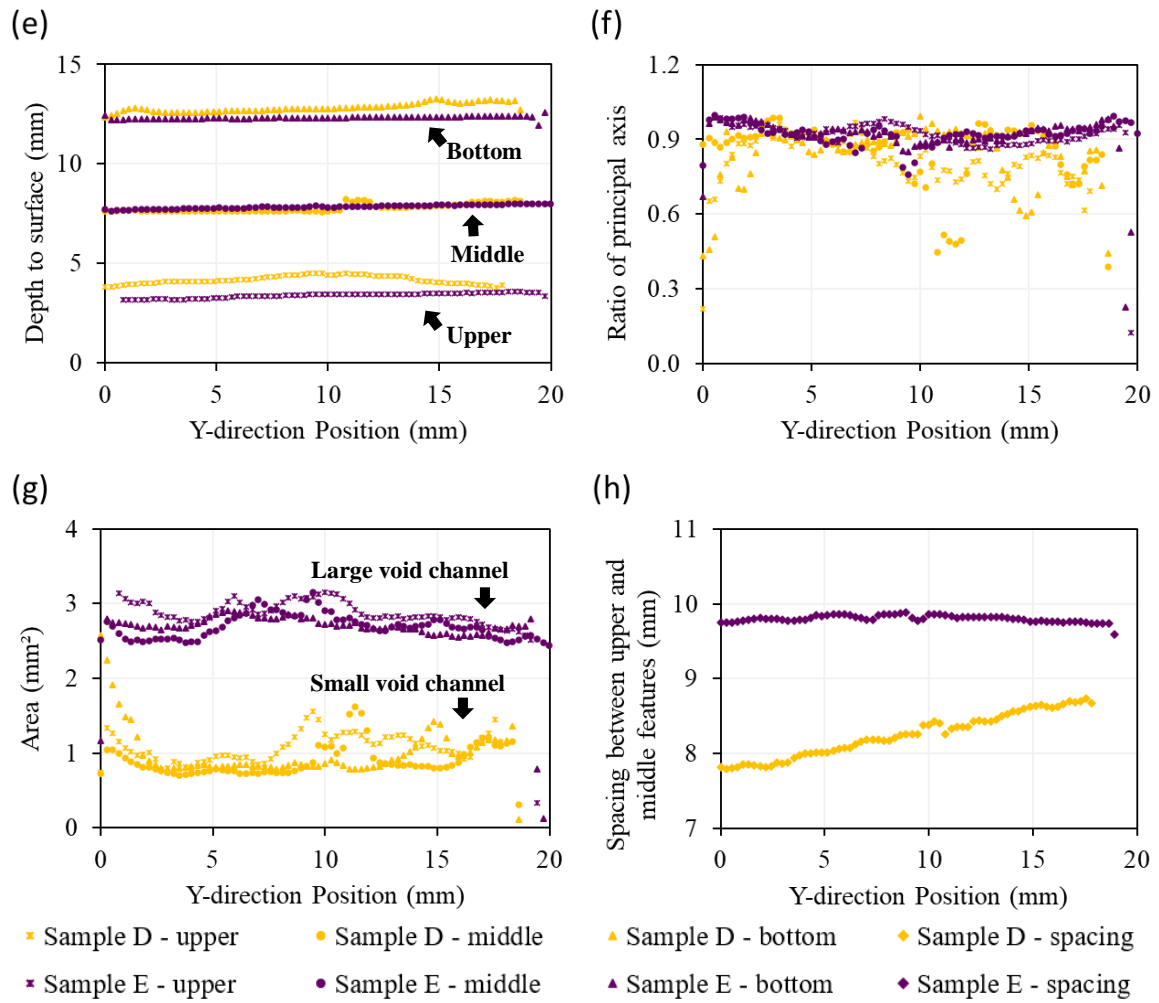 (e)
15
10
5
0
0 5 10 15 20
Depth to surface (mm)
Y-direction Position (mm)
Bottom
Middle
Upper
(f)
1.2
0.9
0.6
0.3
0.0
0 5 10 15 20
Ratio of principal axis
Y-direction Position (mm)
(g)
4
3
2
1
0
0 5 10 15 20
Area (mm²)
Y-direction Position (mm)
Large void channel
Small void channel
(h)
11
10
9
8
7
0 5 10 15 20
Spacing between upper and
middle features (mm)
Y-direction Position (mm)
Sample D - upper
Sample D - middle
Sample D - bottom
Sample D - spacing
Sample E - upper
Sample E - middle
Sample E - bottom
Sample E - spacing